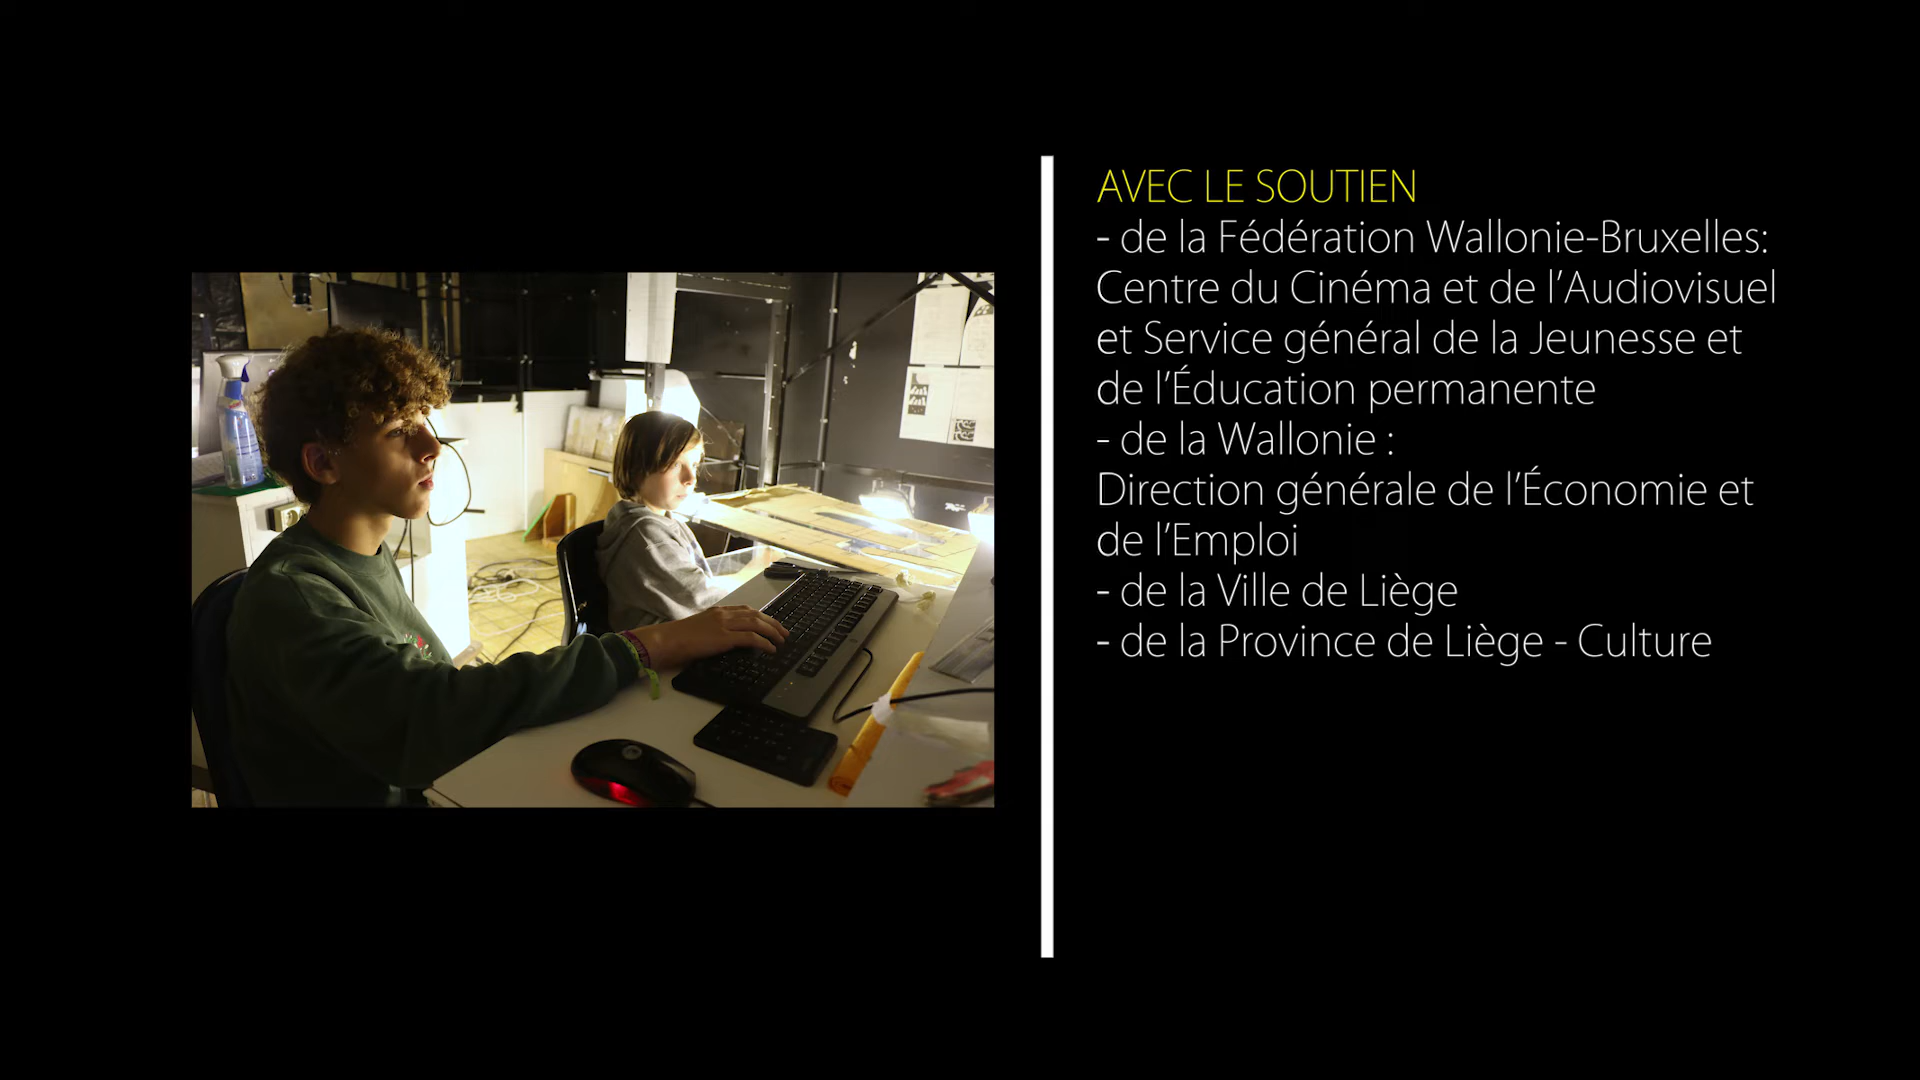 AVEC LE SOUTIEN
- de la Fédération Wallonie-Bruxelles:
Centre du Cinéma et de l’Audiovisuel
et Service général de la Jeunesse et
de l’Éducation permanente
- de la Wallonie :
Direction générale de l’Économie et
de l’Emploi
- de la Ville de Liège
- de la Province de Liège - Culture